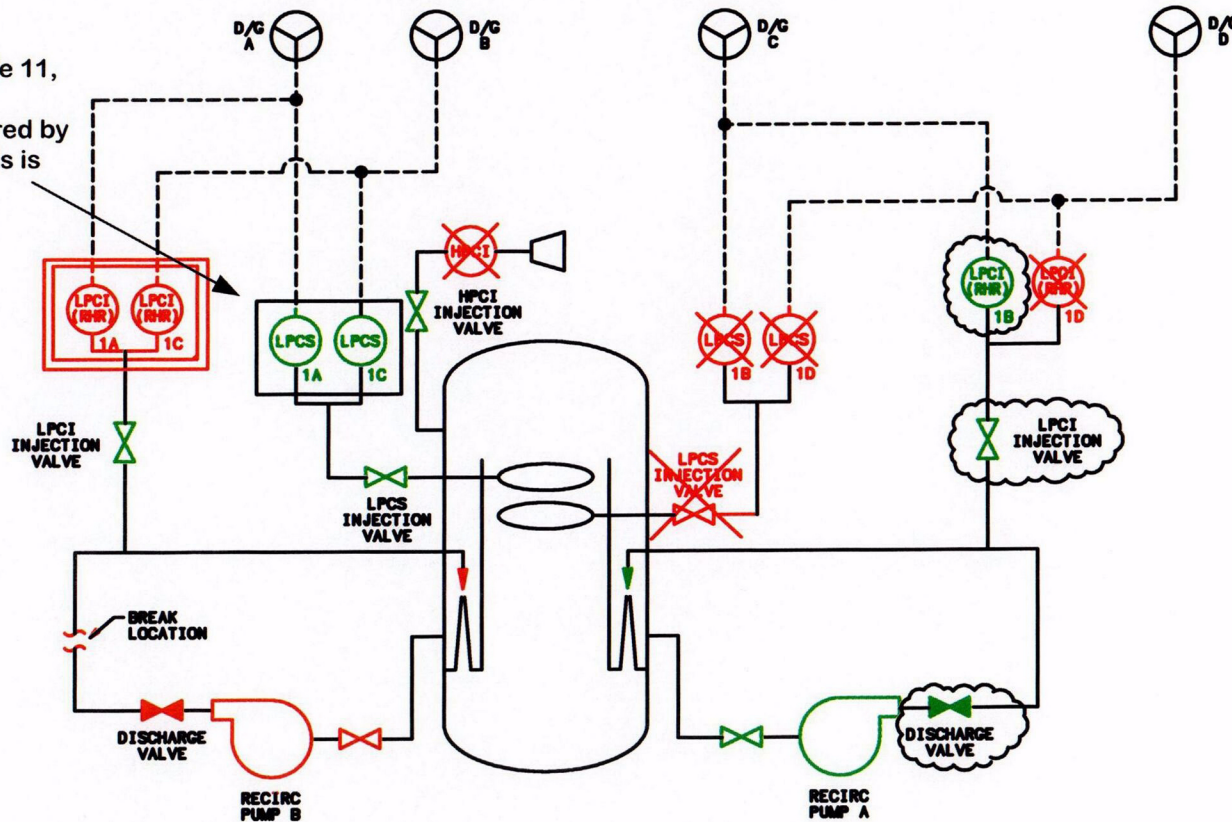 D/G
A
D/G
B
D/G
C
D/G
D
e 11,
red by
s is
LPCI
(RHR)
1A
LPCI
(RHR)
1C
LPCS
1A
LPCS
1C
HPCI
HPCI
INJECTION
VALVE
LPCS
1B
LPCS
1D
LPCI
(RHR)
1B
LPCI
(RHR)
1D
LPCI
INJECTION
VALVE
LPCS
INJECTION
VALVE
LPCS
INJECTION
VALVE
LPCI
INJECTION
VALVE
BREAK
LOCATION
DISCHARGE
VALVE
DISCHARGE
VALVE
RECIRC
PUMP B
RECIRC
PUMP A